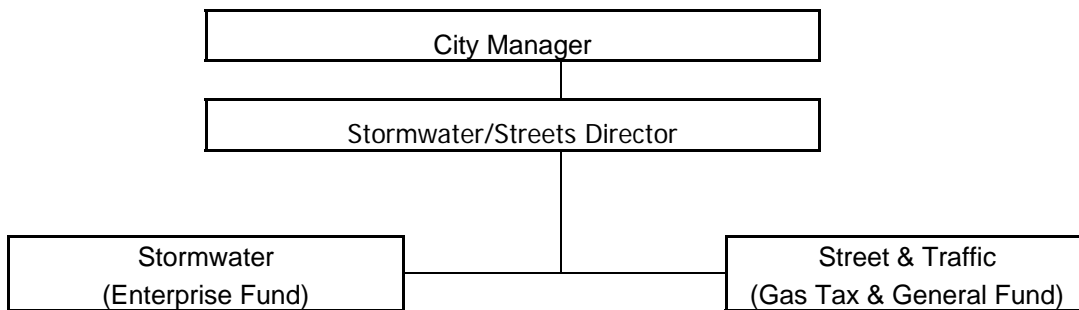 City Manager
Stormwater/Streets Director
Stormwater
(Enterprise Fund)
Street & Traffic
(Gas Tax & General Fund)